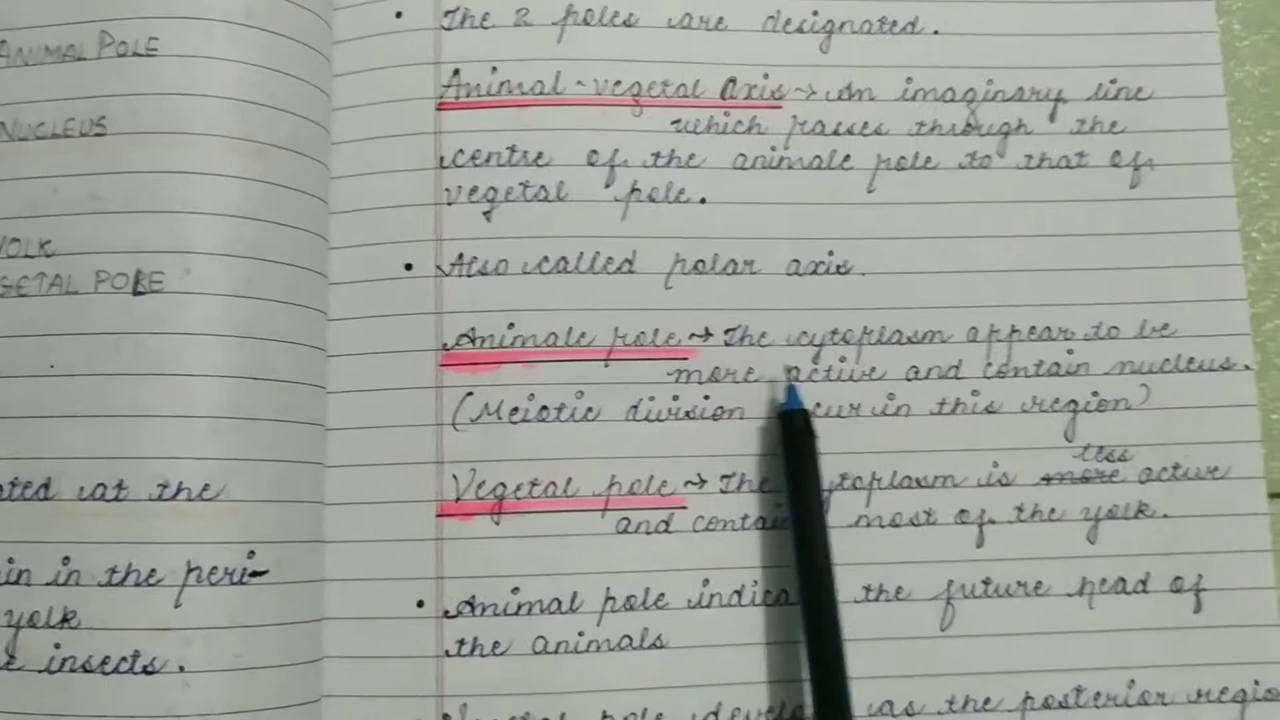 ANIMAL POLE
NUCLEUS
YOLK
GETAL POLE
ted at the
in in the peri-
yolk
insects.
• The 2 poles are designated.
Animal-vegetal axis → An imaginary line
which passes through the
centre of the animale pole to that of
vegetal pole.
• Also called polar axis.
Animale pole → The cytoplasm appear to be
more active and contain nucleus.
(Meiotic division occur in this region)
less
Vegetal pole → The cytoplasm is more active
and contain most of the yolk.
• Animal pole indica the future head of
the animals
pole develo as the posterior regio